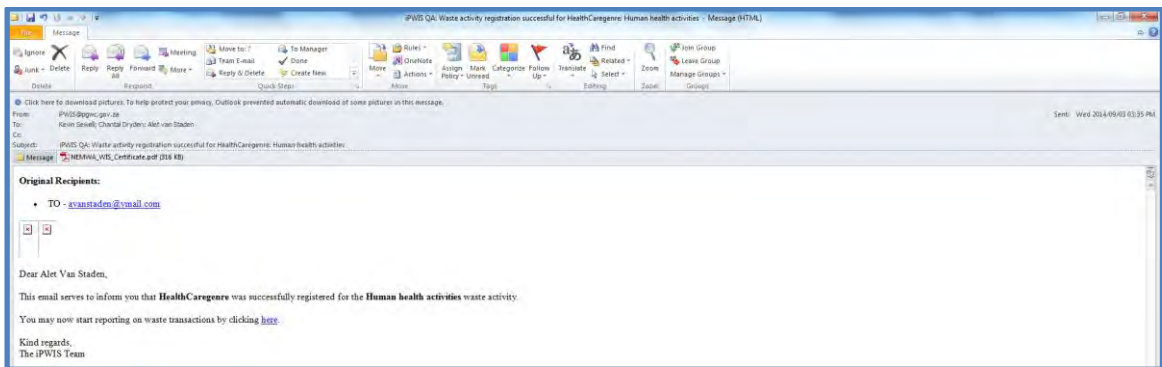 iPWIS QA: Waste activity registration successful for HealthCaregenre: Human health activities - Message (HTML)
File Message
Ignore
Junk
Delete
Reply
Reply All
Forward
Meeting
More
Move to: ?
Team E-mail
Reply & Delete
To Manager
Done
Create New
Move
Rules
OneNote
Actions
Assign Policy
Mark Unread
Categorize
Follow Up
Translate
Find
Related
Select
Zoom
Join Group
Leave Group
Manage Groups
Delete Respond Quick Steps Move Tags Editing Zoom Groups
Click here to download pictures. To help protect your privacy, Outlook prevented automatic download of some pictures in this message.
From: iPWIS@pgwc.gov.za Sent: Wed 2014/09/03 03:35 PM
To: Kevin Sewell; Chantal Dryden; Alet van Staden
Cc:
Subject: iPWIS QA: Waste activity registration successful for HealthCaregenre: Human health activities
Message NEMWA_WIS_Certificate.pdf (316 KB)
Original Recipients:
• TO - avanstaden@ymail.com
Dear Alet Van Staden,
This email serves to inform you that HealthCaregenre was successfully registered for the Human health activities waste activity.
You may now start reporting on waste transactions by clicking here.
Kind regards,
The iPWIS Team